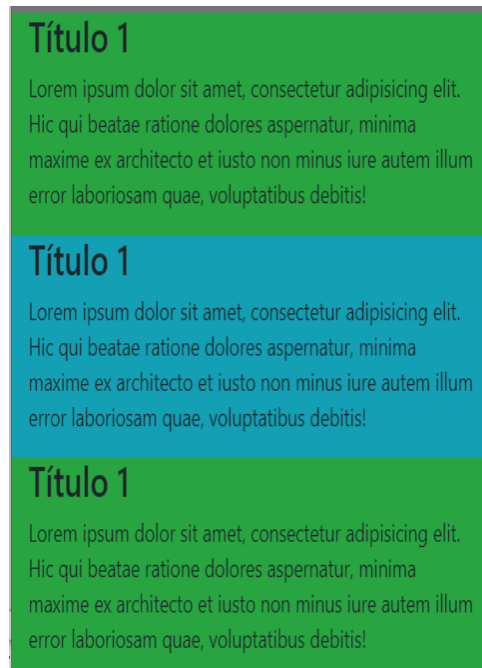 Título 1
Lorem ipsum dolor sit amet, consectetur adipisicing elit.
Hic qui beatae ratione dolores aspernatur, minima
maxime ex architecto et iusto non minus iure autem illum
error laboriosam quae, voluptatibus debitis!
Título 1
Lorem ipsum dolor sit amet, consectetur adipisicing elit.
Hic qui beatae ratione dolores aspernatur, minima
maxime ex architecto et iusto non minus iure autem illum
error laboriosam quae, voluptatibus debitis!
Título 1
Lorem ipsum dolor sit amet, consectetur adipisicing elit.
Hic qui beatae ratione dolores aspernatur, minima
maxime ex architecto et iusto non minus iure autem illum
error laboriosam quae, voluptatibus debitis!